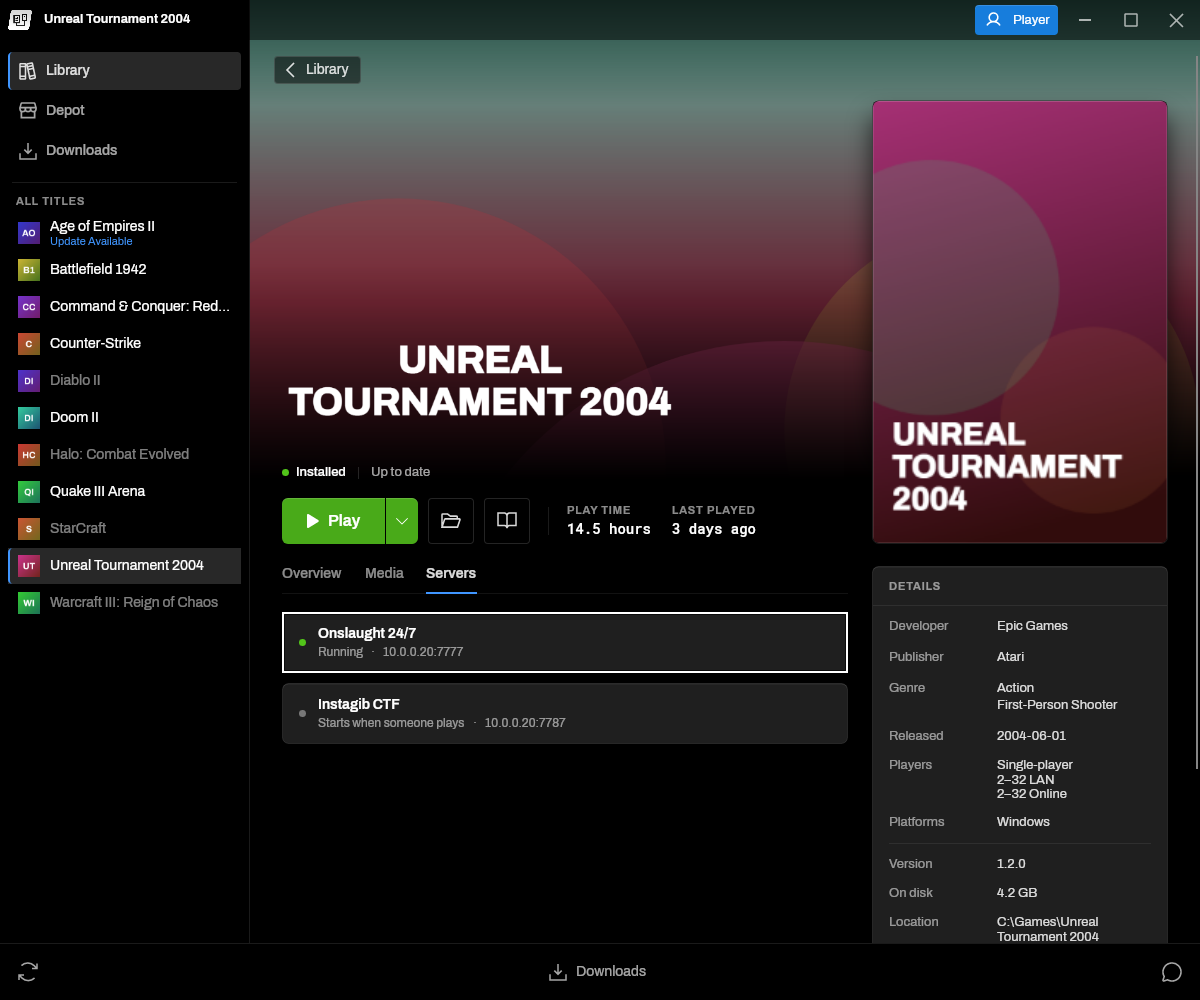 Unreal Tournament 2004
Player
Library
Depot
Downloads
ALL TITLES
AO
Age of Empires II
Update Available
B1
Battlefield 1942
CC
Command & Conquer: Red...
C
Counter-Strike
DI
Diablo II
DI
Doom II
HC
Halo: Combat Evolved
QI
Quake III Arena
S
StarCraft
UT
Unreal Tournament 2004
WI
Warcraft III: Reign of Chaos
Library
UNREAL
TOURNAMENT 2004
Installed
Up to date
Play
PLAY TIME
14.5 hours
LAST PLAYED
3 days ago
Overview
Media
Servers
Onslaught 24/7
Running · 10.0.0.20:7777
Instagib CTF
Starts when someone plays · 10.0.0.20:7787
UNREAL
TOURNAMENT
2004
DETAILS
Developer Epic Games
Publisher Atari
Genre Action
First-Person Shooter
Released 2004-06-01
Players Single-player
2–32 LAN
2–32 Online
Platforms Windows
Version 1.2.0
On disk 4.2 GB
Location C:\Games\Unreal
Tournament 2004
Downloads